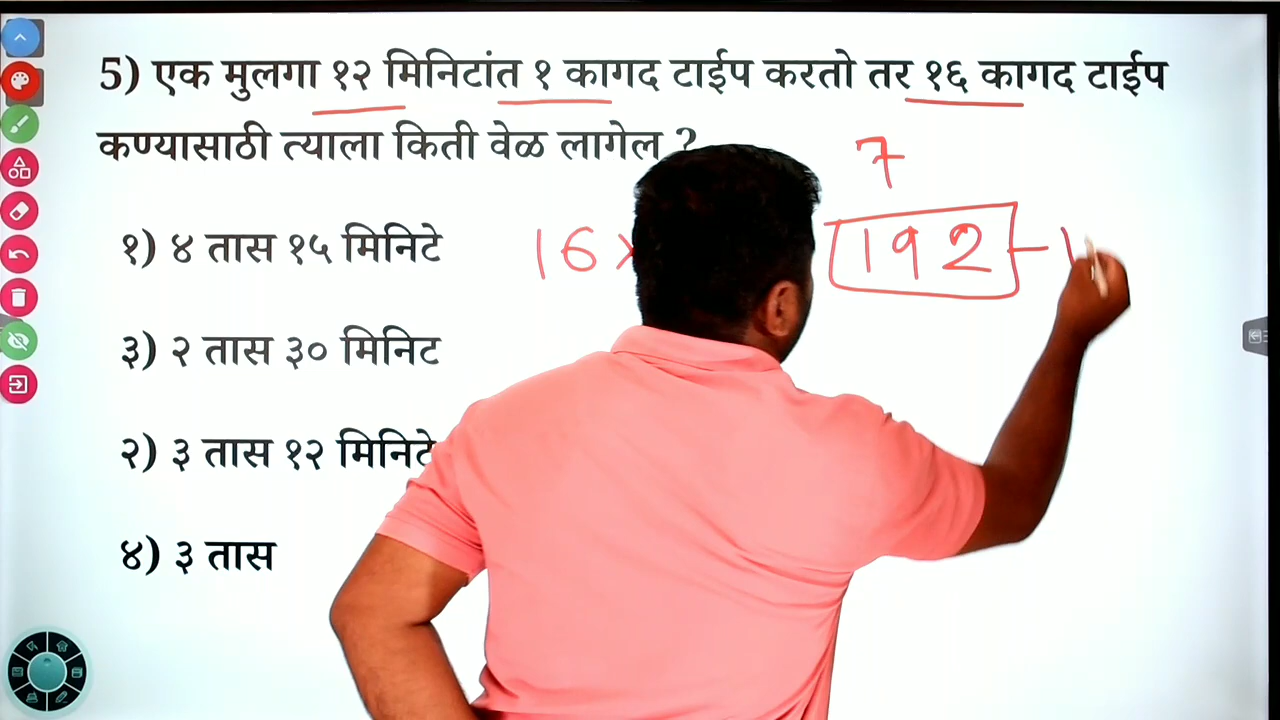 5) एक मुलगा १२ मिनिटांत १ कागद टाईप करतो तर १६ कागद टाईप
कण्यासाठी त्याला किती वेळ लागेल ?
7
१) ४ तास १५ मिनिटे
16 × 192 -
३) २ तास ३० मिनिट
२) ३ तास १२ मिनिटे
४) ३ तास